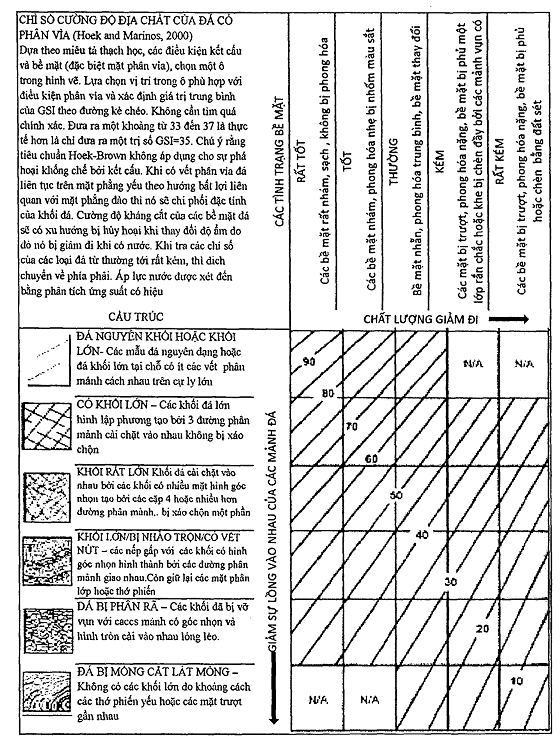 CHỈ SỐ CƯỜNG ĐỘ ĐỊA CHẤT CỦA ĐÁ CÓ
PHÂN VỈA (Hoek and Marinos, 2000)
Dựa theo miêu tả thạch học, các điều kiện kết cấu
và bề mặt (đặc biệt mặt phân vỉa), chọn một ô
trong hình vẽ. Lựa chọn vị trí trong ô phù hợp với
điều kiện phân vỉa và xác định giá trị trung bình
của GSI theo đường kẻ chéo. Không cần tìm quá
chính xác. Đưa ra một khoảng từ 33 đến 37 là thực
tế hơn là chỉ đưa ra một trị số GSI=35. Chú ý rằng
tiêu chuẩn Hoek-Brown không áp dụng cho sự phá
hoại khống chế bởi kết cấu. Khi có vết phân vỉa đá
liên tục trên mặt phẳng yếu theo hướng bất lợi liên
quan với mặt phẳng đào thì nó sẽ chi phối đặc tính
của khối đá. Cường độ kháng cắt của các bề mặt đá
sẽ có xu hướng bị hủy hoại khi thay đổi độ ẩm do
đó nó bị giảm đi khi có nước. Khi tra các chỉ số
của các loại đá từ thường tới rất kém, thì dich
chuyển về phía phải. Áp lực nước được xét đến
bằng phân tích ứng suất có hiệu
CÁC TÌNH TRẠNG BỀ MẶT
RẤT TỐT
Các bề mặt rất nhám, sạch , không bị phong hóa
TỐT
Các bề mặt nhám, phong hóa nhẹ bị nhốm màu sắt
THƯỜNG
Bề mặt nhẵn, phong hóa trung bình, bề mặt thay đổi
KÉM
Các mặt bị trượt, phong hóa nặng, bề mặt bị phủ một
lớp rắn chắc hoặc khe bị chèn đầy bởi các mảnh vụn có
RẤT KÉM
Các bề mặt bị trượt, phong hóa nặng, bề mặt bị phủ
hoặc chèn bằng đất sét
CẤU TRÚC
CHẤT LƯỢNG GIẢM ĐI
ĐÁ NGUYÊN KHỐI HOẶC KHỐI
LỚN- Các mẫu đá nguyên dạng hoặc
đá khối lớn tại chỗ có ít các vết phân
mảnh cách nhau trên cự ly lớn
CÓ KHỐI LỚN – Các khối đá lớn
hình lập phương tạo bởi 3 đường phân
mảnh cài chặt vào nhau không bị xáo
chộn
KHỐI RẤT LỚN Khối đá cài chặt vào
nhau bởi các khối có nhiều mặt hình góc
nhọn tạo bởi các cặp 4 hoặc nhiều hơn
đường phân mảnh.. bị xáo chộn một phần
KHỐI LỚN/BỊ NHÀO TRỘN/CÓ VẾT
NỨT – các nếp gấp với các khối có hình
góc nhọn hình thành bởi các đường phân
mảnh giao nhau.Còn giữ lại các mặt phân
lớp hoặc thớ phiến
ĐÁ BỊ PHÂN RÃ – Các khối đã bị vỡ
vụn với caccs mảnh có góc nhọn và
hình tròn cài vào nhau lỏng lẻo.
ĐÁ BỊ MỎNG CẮT LÁT MỎNG –
Không có các khối lớn do khoảng cách
các thớ phiến yếu hoặc các mặt trượt
gần nhau
GIẢM SỰ LỒNG VÀO NHAU CỦA CÁC MẢNH ĐÁ
90
N/A
N/A
80
70
60
50
40
30
20
N/A
N/A
10